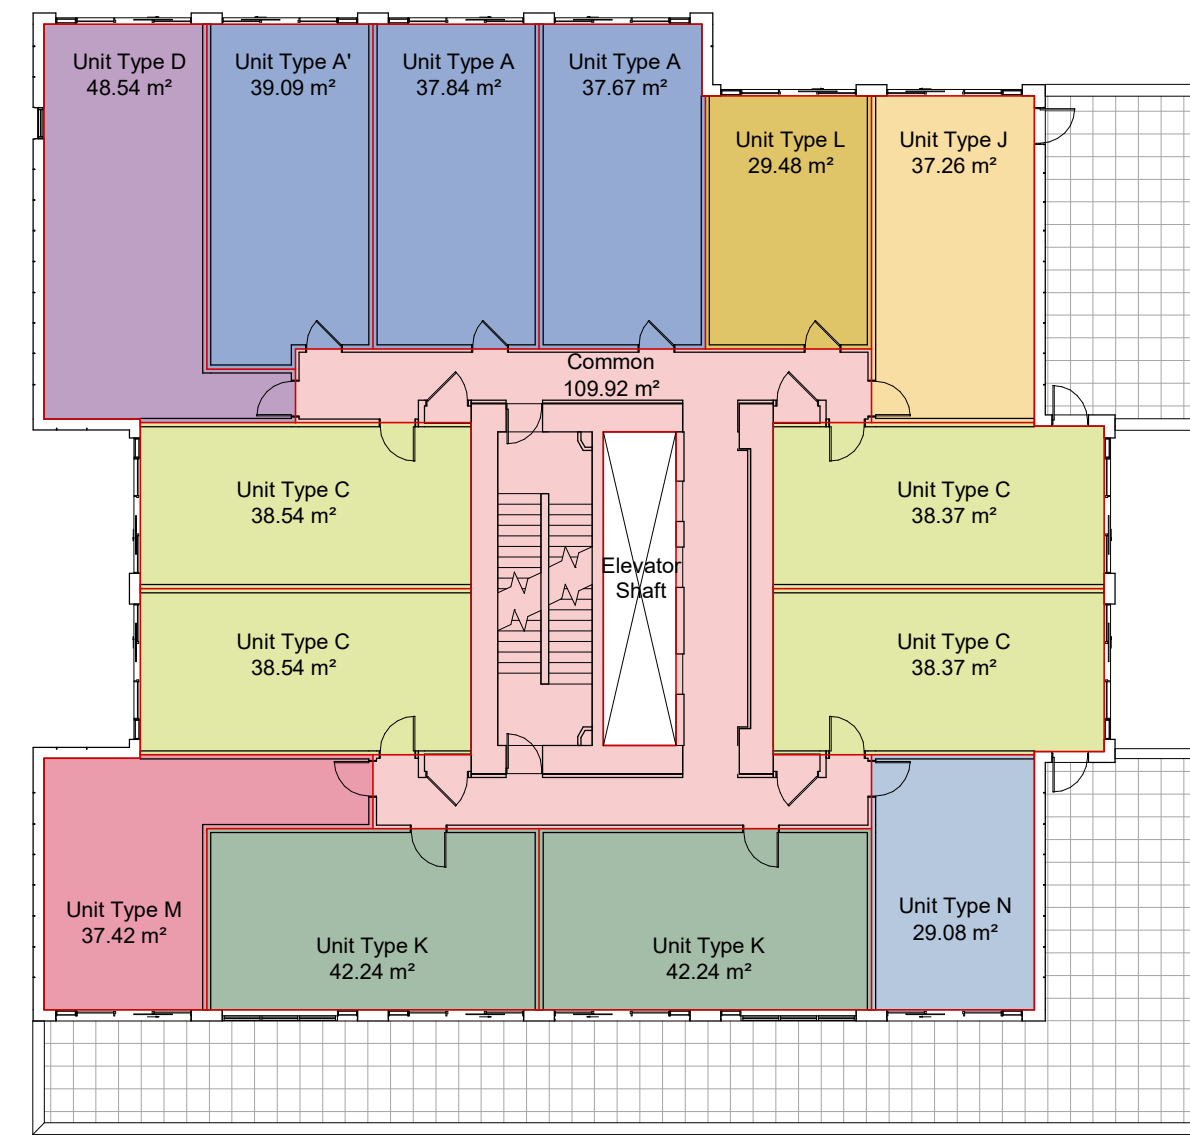 Unit Type D
48.54 m²
Unit Type A'
39.09 m²
Unit Type A
37.84 m²
Unit Type A
37.67 m²
Unit Type L
29.48 m²
Unit Type J
37.26 m²
Common
109.92 m²
Unit Type C
38.54 m²
Unit Type C
38.37 m²
Elevator
Shaft
Unit Type C
38.54 m²
Unit Type C
38.37 m²
Unit Type M
37.42 m²
Unit Type K
42.24 m²
Unit Type K
42.24 m²
Unit Type N
29.08 m²